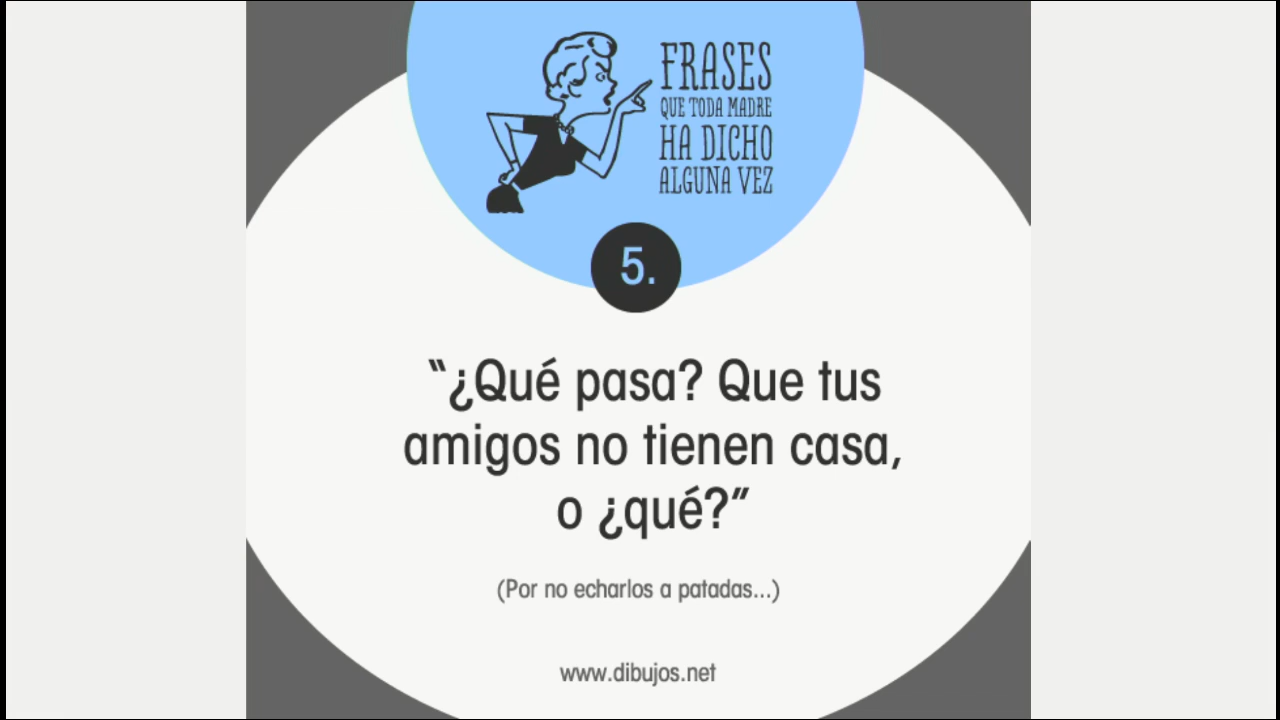 FRASES
QUE TODA MADRE
HA DICHO
ALGUNA VEZ
5.
“¿Qué pasa? Que tus
amigos no tienen casa,
o ¿qué?”
(Por no echarlos a patadas...)
www.dibujos.net